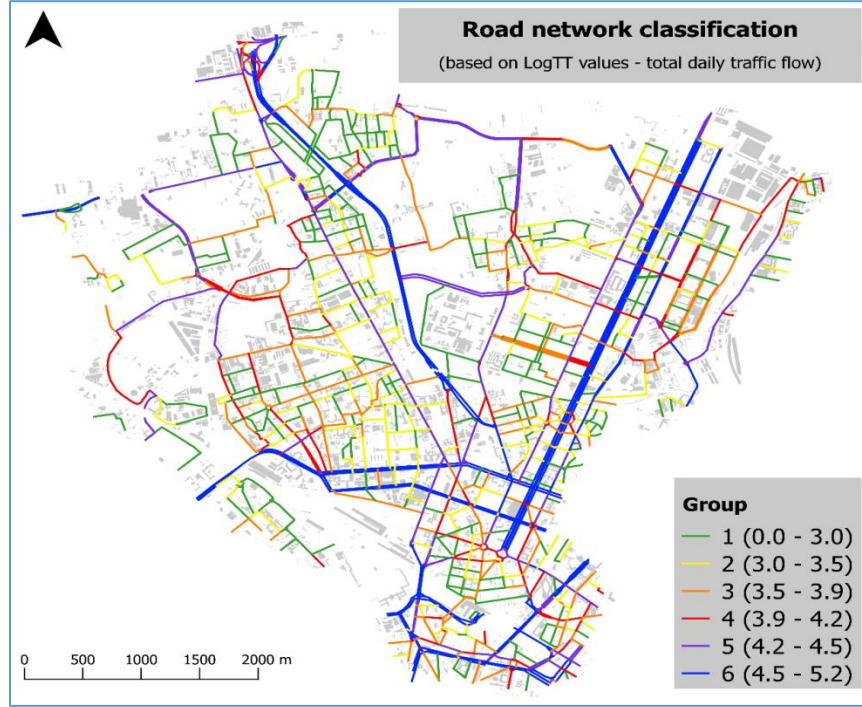 Road network classification
(based on LogTT values - total daily traffic flow)
Group
1 (0.0 - 3.0)
2 (3.0 - 3.5)
3 (3.5 - 3.9)
4 (3.9 - 4.2)
5 (4.2 - 4.5)
6 (4.5 - 5.2)
0 500 1000 1500 2000 m